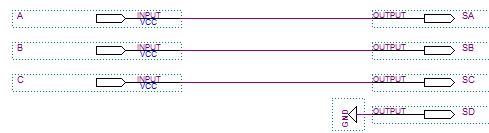 A INPUT VCC OUTPUT SA
B INPUT VCC OUTPUT SB
C INPUT VCC OUTPUT SC
GND OUTPUT SD